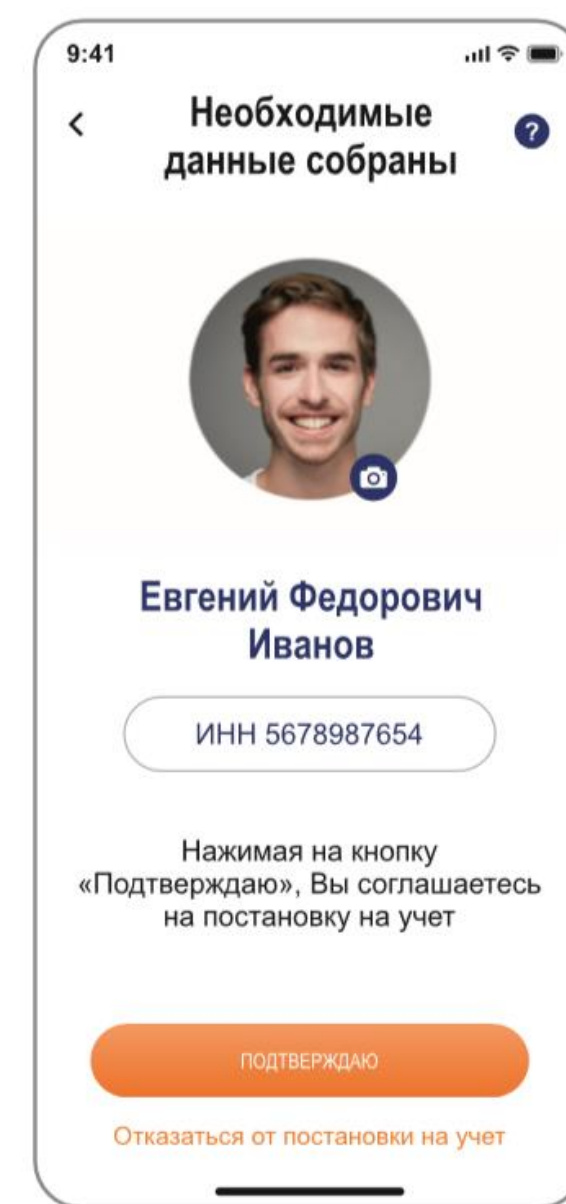 9:41
Необходимые
данные собраны
?
Евгений Федорович
Иванов
ИНН 5678987654
Нажимая на кнопку
«Подтверждаю», Вы соглашаетесь
на постановку на учет
ПОДТВЕРЖДАЮ
Отказаться от постановки на учет